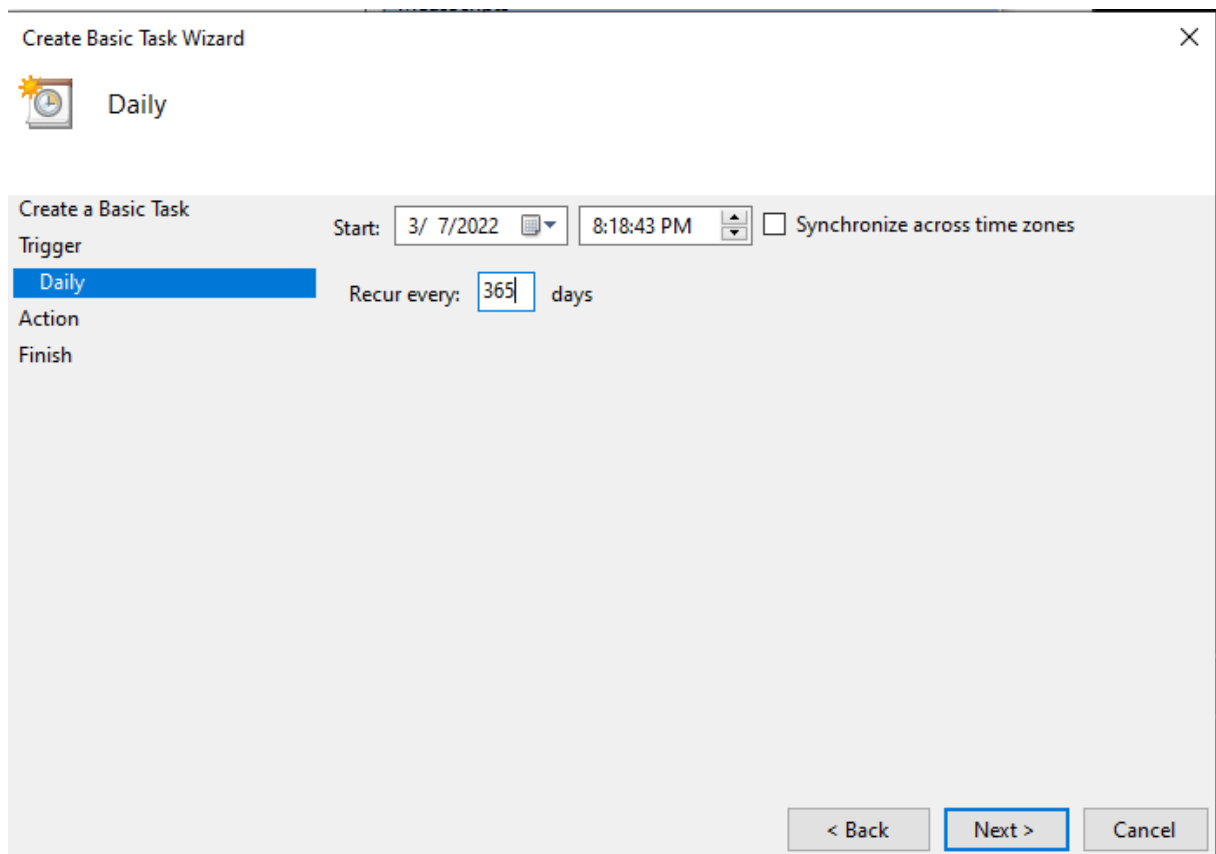 Create Basic Task Wizard
Daily
Create a Basic Task
Trigger
Daily
Action
Finish
Start: 3/ 7/2022 8:18:43 PM Synchronize across time zones
Recur every: 365 days
< Back Next > Cancel